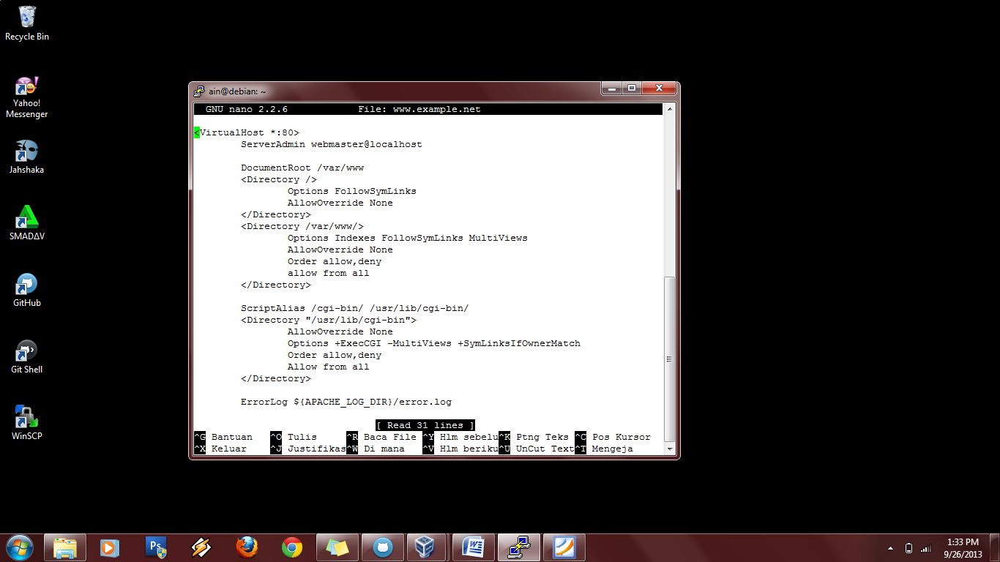 Recycle Bin
Yahoo!
Messenger
Jahshaka
SMADΔV
GitHub
Git Shell
WinSCP
ain@debian: ~
GNU nano 2.2.6 File: www.example.net
<VirtualHost *:80>
ServerAdmin webmaster@localhost
DocumentRoot /var/www
<Directory />
Options FollowSymLinks
AllowOverride None
</Directory>
<Directory /var/www/>
Options Indexes FollowSymLinks MultiViews
AllowOverride None
Order allow,deny
allow from all
</Directory>
ScriptAlias /cgi-bin/ /usr/lib/cgi-bin/
<Directory "/usr/lib/cgi-bin">
AllowOverride None
Options +ExecCGI -MultiViews +SymLinksIfOwnerMatch
Order allow,deny
Allow from all
</Directory>
ErrorLog ${APACHE_LOG_DIR}/error.log
[ Read 31 lines ]
^G Bantuan ^O Tulis ^R Baca File ^Y Hlm sebelu^K Ptng Teks ^C Pos Kursor
^X Keluar ^J Justifikas^W Di mana ^V Hlm beriku^U UnCut Text^T Mengeja
Ps
W
1:33 PM
9/26/2013